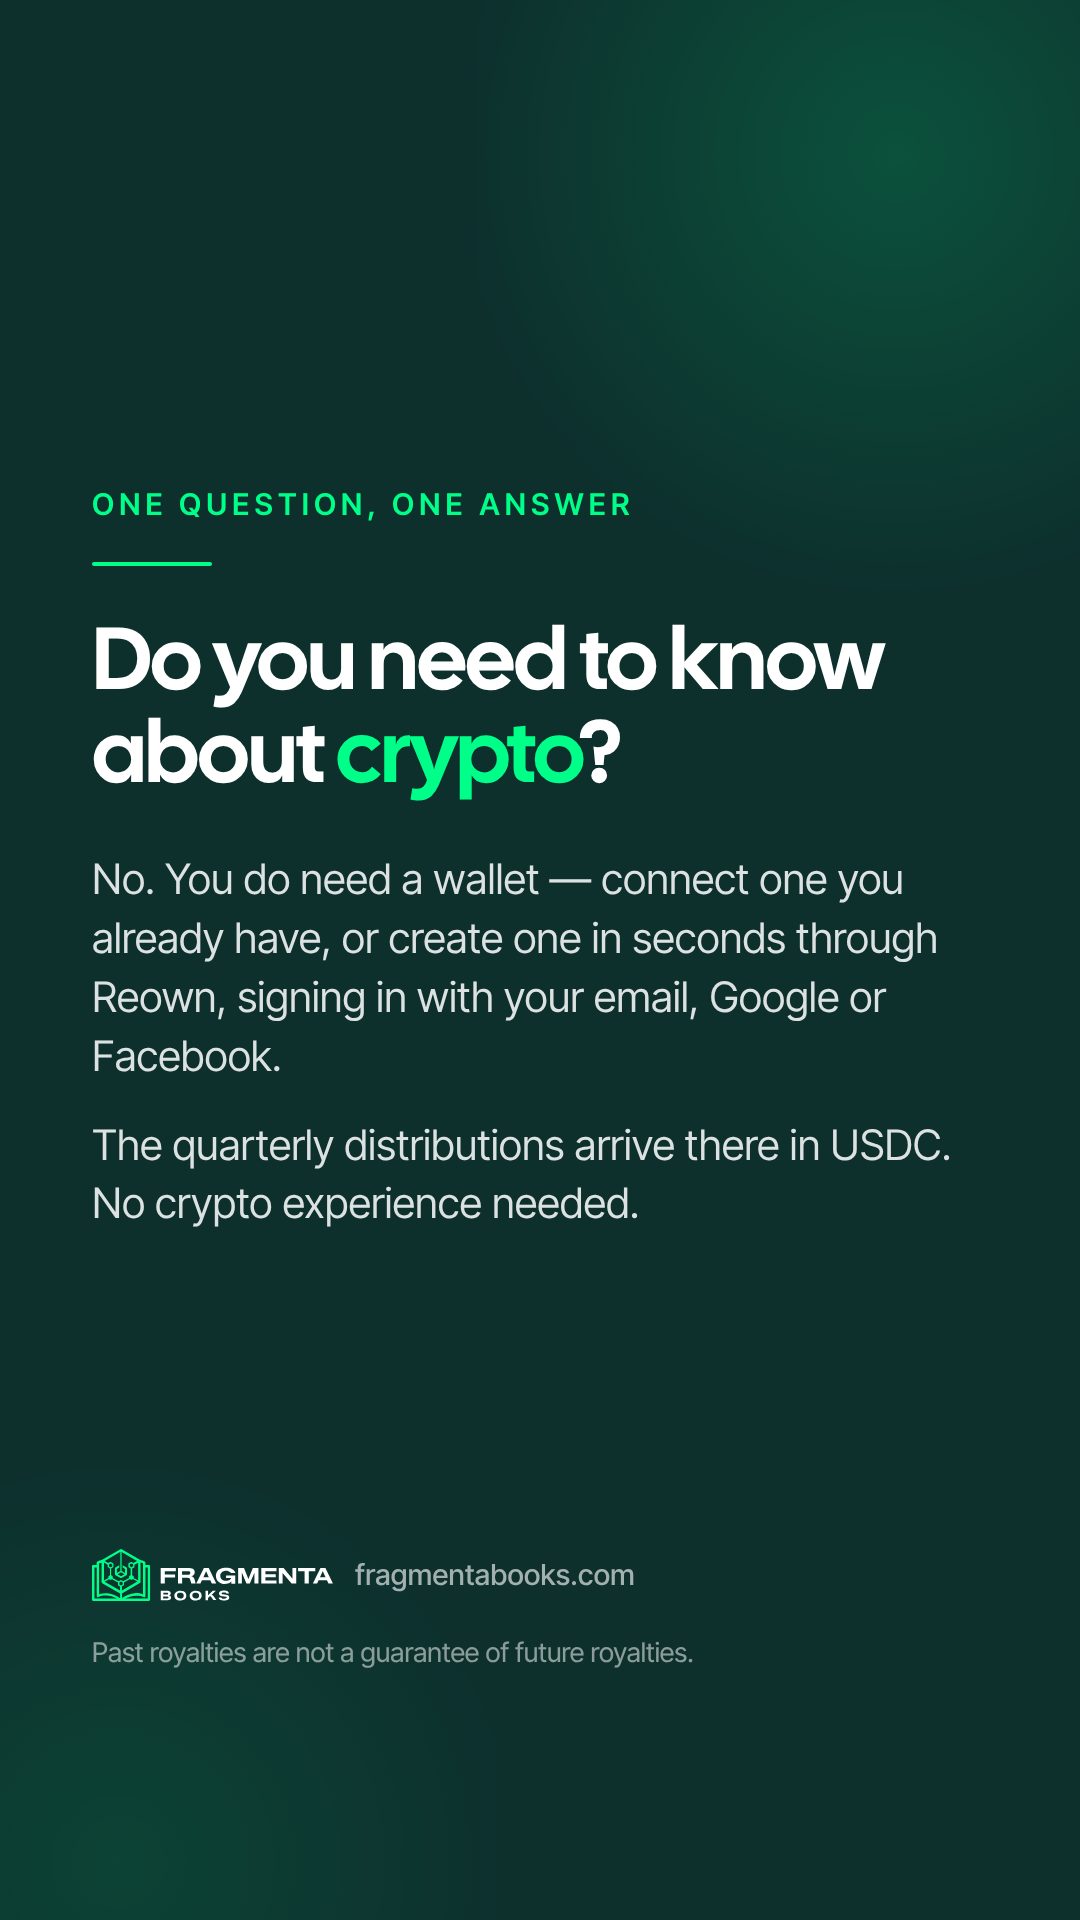 ONE QUESTION, ONE ANSWER
Do you need to know
about crypto?
No. You do need a wallet — connect one you
already have, or create one in seconds through
Reown, signing in with your email, Google or
Facebook.
The quarterly distributions arrive there in USDC.
No crypto experience needed.
FRAGMENTA
BOOKS
fragmentabooks.com
Past royalties are not a guarantee of future royalties.